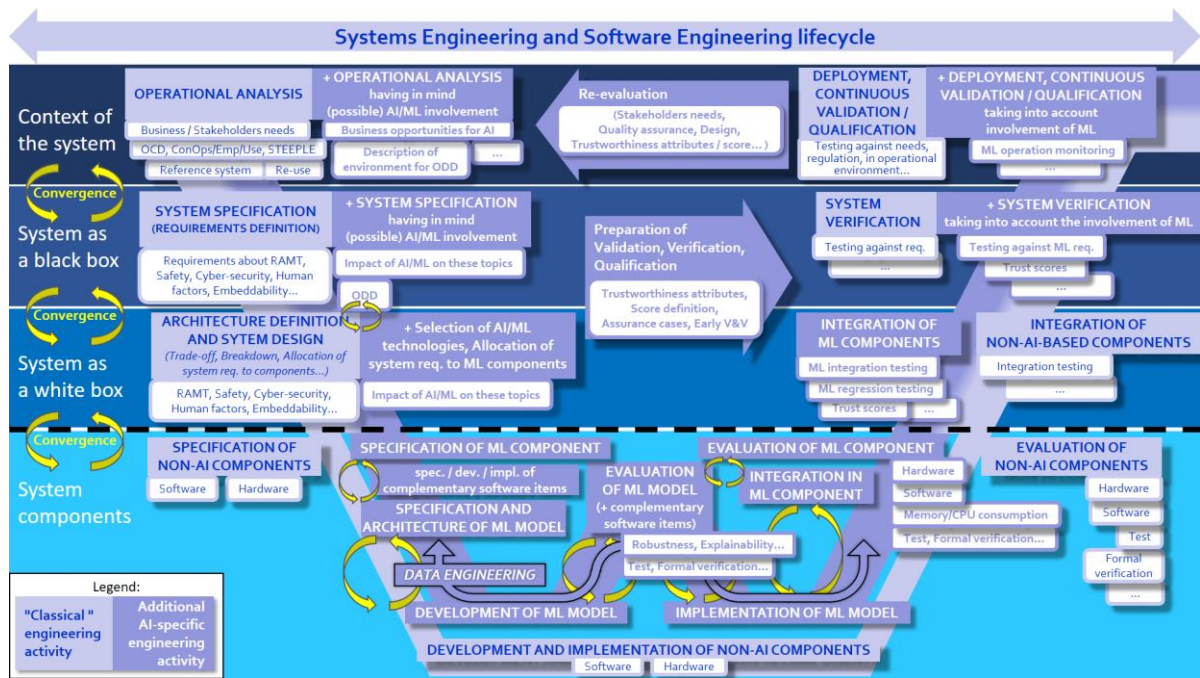 Systems Engineering and Software Engineering lifecycle
Context of
the system
OPERATIONAL ANALYSIS
Business / Stakeholders needs
OCD, ConOps/Emp/Use, STEEPLE
Reference system
Re-use
+ OPERATIONAL ANALYSIS
having in mind
(possible) AI/ML involvement
Business opportunities for AI
Description of
environment for ODD
...
Re-evaluation
(Stakeholders needs,
Quality assurance, Design,
Trustworthiness attributes / score... )
DEPLOYMENT,
CONTINUOUS
VALIDATION /
QUALIFICATION
Testing against needs,
regulation, in operational
environment...
+ DEPLOYMENT, CONTINUOUS
VALIDATION / QUALIFICATION
taking into account
involvement of ML
ML operation monitoring
...
Convergence
System as
a black box
SYSTEM SPECIFICATION
(REQUIREMENTS DEFINITION)
Requirements about RAMT,
Safety, Cyber-security, Human
factors, Embeddability...
+ SYSTEM SPECIFICATION
having in mind
(possible) AI/ML involvement
Impact of AI/ML on these topics
ODD
Preparation of
Validation, Verification,
Qualification
Trustworthiness attributes,
Score definition,
Assurance cases, Early V&V
SYSTEM
VERIFICATION
Testing against req.
...
+ SYSTEM VERIFICATION
taking into account the involvement of ML
Testing against ML req.
Trust scores
...
Convergence
System as
a white box
ARCHITECTURE DEFINITION
AND SYTEM DESIGN
(Trade-off, Breakdown, Allocation of
system req. to components...)
RAMT, Safety, Cyber-security,
Human factors, Embeddability...
+ Selection of AI/ML
technologies, Allocation of
system req. to ML components
Impact of AI/ML on these topics
INTEGRATION OF
ML COMPONENTS
ML integration testing
ML regression testing
Trust scores
...
INTEGRATION OF
NON-AI-BASED COMPONENTS
Integration testing
...
Convergence
System
components
SPECIFICATION OF
NON-AI COMPONENTS
Software
Hardware
SPECIFICATION OF ML COMPONENT
spec. / dev. / impl. of
complementary software items
SPECIFICATION AND
ARCHITECTURE OF ML MODEL
DATA ENGINEERING
DEVELOPMENT OF ML MODEL
EVALUATION
OF ML MODEL
(+ complementary
software items)
Robustness, Explainability...
Test, Formal verification...
EVALUATION OF ML COMPONENT
INTEGRATION IN
ML COMPONENT
Hardware
Software
Memory/CPU consumption
Test, Formal verification...
IMPLEMENTATION OF ML MODEL
EVALUATION OF
NON-AI COMPONENTS
Hardware
Software
Test
Formal
verification
...
DEVELOPMENT AND IMPLEMENTATION OF NON-AI COMPONENTS
Software
Hardware
Legend:
"Classical "
engineering
activity
Additional
AI-specific
engineering
activity